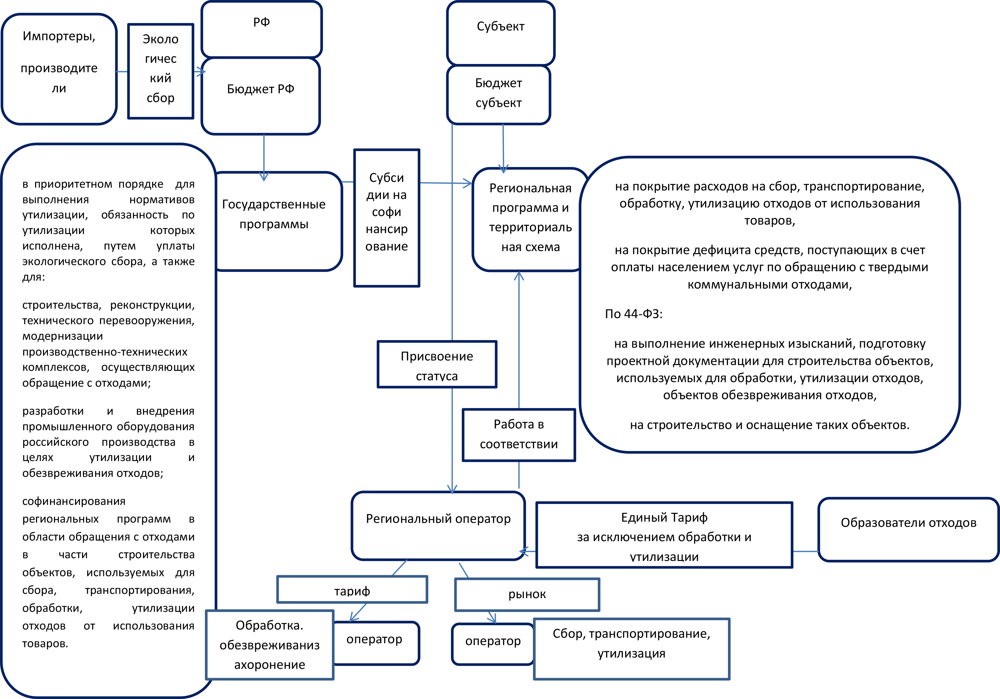 Импортеры,
производите
ли
Эколо
гичес
кий
сбор
РФ
Бюджет РФ
Субъект
Бюджет
субъект
в приоритетном порядке для
выполнения нормативов
утилизации, обязанность по
утилизации которых
исполнена, путем уплаты
экологического сбора, а также
для:
строительства, реконструкции,
технического перевооружения,
модернизации
производственно-технических
комплексов, осуществляющих
обращение с отходами;
разработки и внедрения
промышленного оборудования
российского производства в
целях утилизации и
обезвреживания отходов;
софинансирования
региональных программ в
области обращения с отходами
в части строительства
объектов, используемых для
сбора, транспортирования,
обработки, утилизации
отходов от использования
товаров.
Государственные
программы
Субси
дии на
софи
нансир
ование
Региональная
программа и
территориаль
ная схема
на покрытие расходов на сбор, транспортирование,
обработку, утилизацию отходов от использования
товаров,
на покрытие дефицита средств, поступающих в счет
оплаты населением услуг по обращению с твердыми
коммунальными отходами,
По 44-ФЗ:
на выполнение инженерных изысканий, подготовку
проектной документации для строительства объектов,
используемых для обработки, утилизации отходов,
объектов обезвреживания отходов,
на строительство и оснащение таких объектов.
Присвоение
статуса
Работа в
соответствии
Региональный оператор
Единый Тариф
за исключением обработки и
утилизации
Образователи отходов
тариф
рынок
Обработка.
обезвреживаниз
ахоронение
оператор
оператор
Сбор, транспортирование,
утилизация